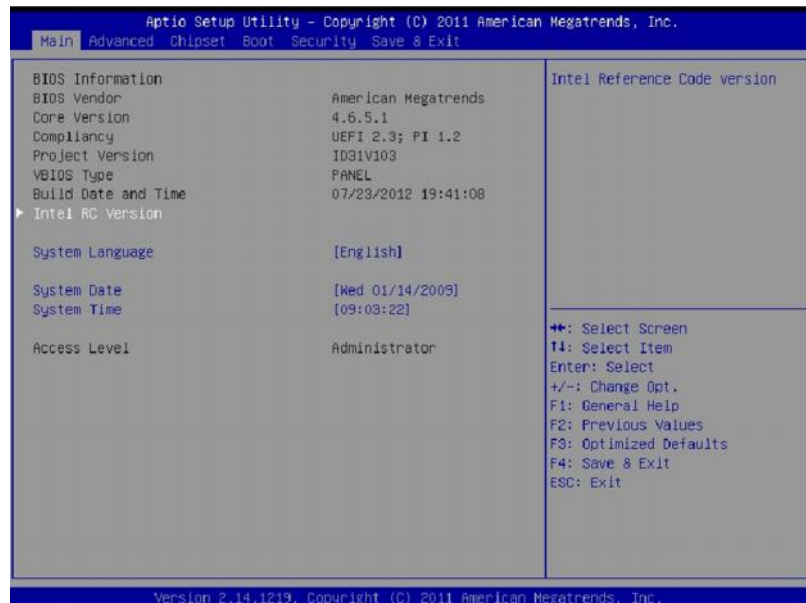 Aptio Setup Utility - Copyright (C) 2011 American Megatrends, Inc.
Main Advanced Chipset Boot Security Save & Exit
BIOS Information
BIOS Vendor American Megatrends
Core Version 4.6.5.1
Compliancy UEFI 2.3; PI 1.2
Project Version ID31V103
VBIOS Type PANEL
Build Date and Time 07/23/2012 19:41:08
► Intel RC Version
System Language [English]
System Date [Wed 01/14/2009]
System Time [09:03:22]
Access Level Administrator
Intel Reference Code version
→←: Select Screen
↑↓: Select Item
Enter: Select
+/-: Change Opt.
F1: General Help
F2: Previous Values
F3: Optimized Defaults
F4: Save & Exit
ESC: Exit
Version 2.14.1219. Copyright (C) 2011 American Megatrends, Inc.